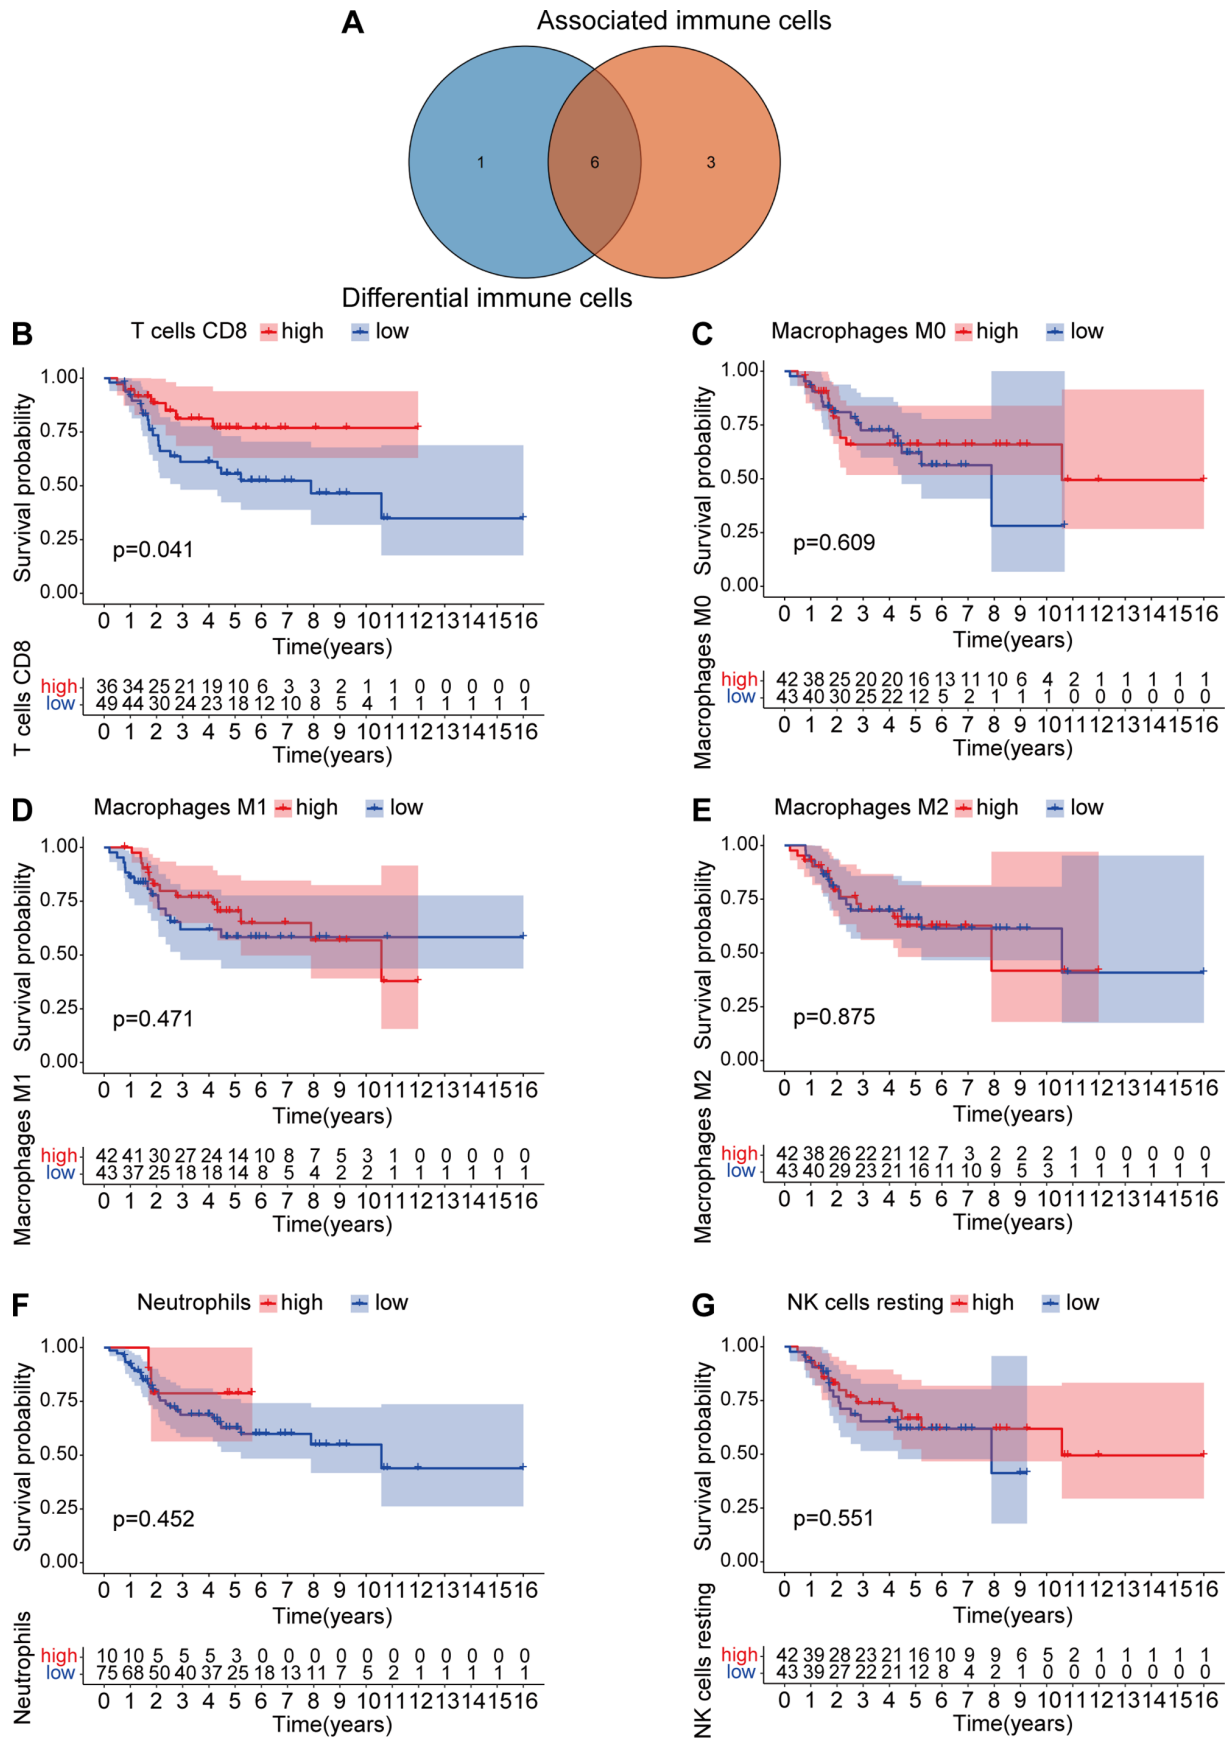 A
Associated immune cells
1
6
3
Differential immune cells
B
T cells CD8 high low
Survival probability
1.00
0.75
0.50
0.25
0.00
p=0.041
0 1 2 3 4 5 6 7 8 9 10 11 12 13 14 15 16
Time(years)
T cells CD8
high 36 34 25 21 19 10 6 3 3 2 1 1 0 0 0 0 0
low 49 44 30 24 23 18 12 10 8 5 4 1 1 1 1 1 1
0 1 2 3 4 5 6 7 8 9 10 11 12 13 14 15 16
Time(years)
C
Macrophages M0 high low
Survival probability
1.00
0.75
0.50
0.25
0.00
p=0.609
0 1 2 3 4 5 6 7 8 9 10 11 12 13 14 15 16
Time(years)
Macrophages M0
high 42 38 25 20 20 16 13 11 10 6 4 2 1 1 1 1 1
low 43 40 30 25 22 12 5 2 1 1 1 0 0 0 0 0 0
0 1 2 3 4 5 6 7 8 9 10 11 12 13 14 15 16
Time(years)
D
Macrophages M1 high low
Survival probability
1.00
0.75
0.50
0.25
0.00
p=0.471
0 1 2 3 4 5 6 7 8 9 10 11 12 13 14 15 16
Time(years)
Macrophages M1
high 42 41 30 27 24 14 10 8 7 5 3 1 0 0 0 0 0
low 43 37 25 18 18 14 8 5 4 2 2 1 1 1 1 1 1
0 1 2 3 4 5 6 7 8 9 10 11 12 13 14 15 16
Time(years)
E
Macrophages M2 high low
Survival probability
1.00
0.75
0.50
0.25
0.00
p=0.875
0 1 2 3 4 5 6 7 8 9 10 11 12 13 14 15 16
Time(years)
Macrophages M2
high 42 38 26 22 21 12 7 3 2 2 2 1 0 0 0 0 0
low 43 40 29 23 21 16 11 10 9 5 3 1 1 1 1 1 1
0 1 2 3 4 5 6 7 8 9 10 11 12 13 14 15 16
Time(years)
F
Neutrophils high low
Survival probability
1.00
0.75
0.50
0.25
0.00
p=0.452
0 1 2 3 4 5 6 7 8 9 10 11 12 13 14 15 16
Time(years)
Neutrophils
high 10 10 5 5 5 3 0 0 0 0 0 0 0 0 0 0 0
low 75 68 50 40 37 25 18 13 11 7 5 2 1 1 1 1 1
0 1 2 3 4 5 6 7 8 9 10 11 12 13 14 15 16
Time(years)
G
NK cells resting high low
Survival probability
1.00
0.75
0.50
0.25
0.00
p=0.551
0 1 2 3 4 5 6 7 8 9 10 11 12 13 14 15 16
Time(years)
NK cells resting
high 42 39 28 23 21 16 10 9 9 6 5 2 1 1 1 1 1
low 43 39 27 22 21 12 8 4 2 1 0 0 0 0 0 0 0
0 1 2 3 4 5 6 7 8 9 10 11 12 13 14 15 16
Time(years)